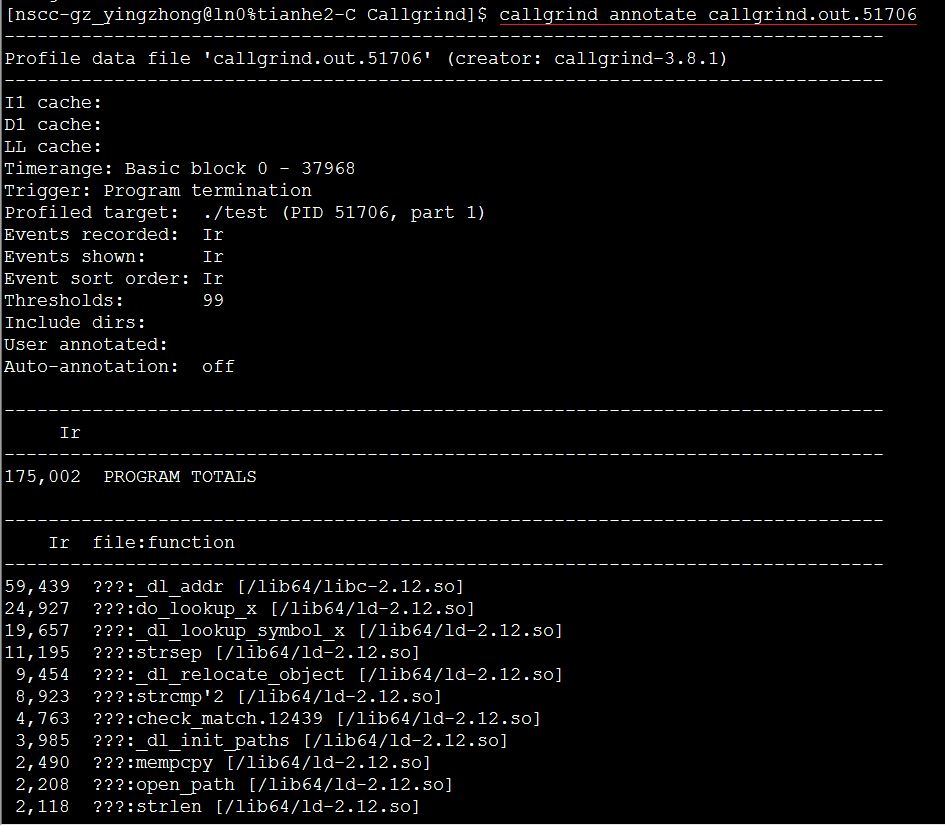 [nscc-gz_yingzhong@ln0%tianhe2-C Callgrind]$ callgrind_annotate callgrind.out.51706
--------------------------------------------------------------------------------
Profile data file 'callgrind.out.51706' (creator: callgrind-3.8.1)
--------------------------------------------------------------------------------
I1 cache:
D1 cache:
LL cache:
Timerange: Basic block 0 - 37968
Trigger: Program termination
Profiled target:  ./test (PID 51706, part 1)
Events recorded:  Ir
Events shown:     Ir
Event sort order: Ir
Thresholds:       99
Include dirs:
User annotated:
Auto-annotation:  off
--------------------------------------------------------------------------------
     Ir
--------------------------------------------------------------------------------
175,002  PROGRAM TOTALS
--------------------------------------------------------------------------------
    Ir  file:function
--------------------------------------------------------------------------------
59,439  ???:_dl_addr [/lib64/libc-2.12.so]
24,927  ???:do_lookup_x [/lib64/ld-2.12.so]
19,657  ???:_dl_lookup_symbol_x [/lib64/ld-2.12.so]
11,195  ???:strsep [/lib64/ld-2.12.so]
 9,454  ???:_dl_relocate_object [/lib64/ld-2.12.so]
 8,923  ???:strcmp'2 [/lib64/ld-2.12.so]
 4,763  ???:check_match.12439 [/lib64/ld-2.12.so]
 3,985  ???:_dl_init_paths [/lib64/ld-2.12.so]
 2,490  ???:mempcpy [/lib64/ld-2.12.so]
 2,208  ???:open_path [/lib64/ld-2.12.so]
 2,118  ???:strlen [/lib64/ld-2.12.so]